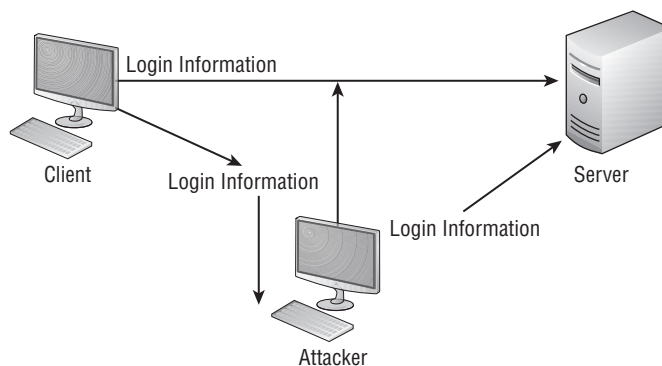 Login Information
Client
Login Information
Server
Login Information
Attacker